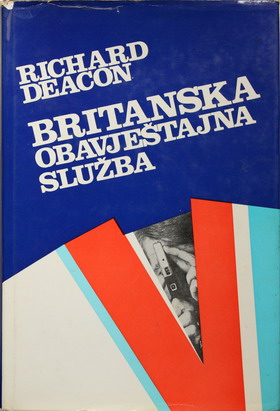 RICHARD
DEACON
BRITANSKA
OBAVJEŠTAJNA
SLUŽBA